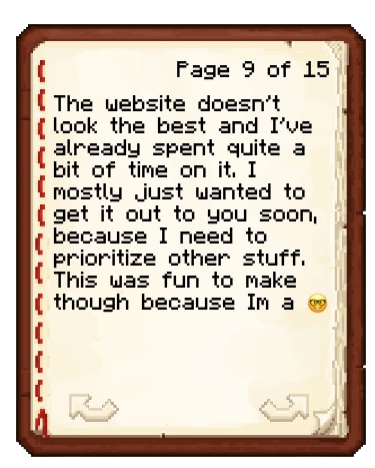 Page 9 of 15
The website doesn't
look the best and I've
already spent quite a
bit of time on it. I
mostly just wanted to
get it out to you soon,
because I need to
prioritize other stuff.
This was fun to make
though because Im a 🤓